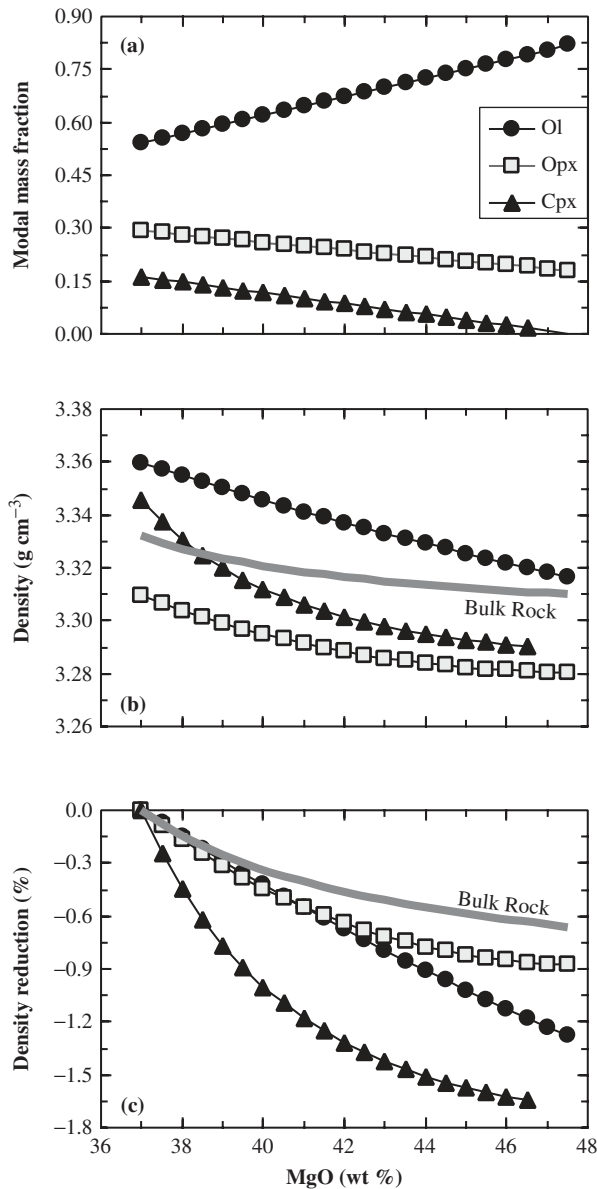 0.90
(a)
0.75
0.60
0.45
0.30
0.15
0.00
Modal mass fraction
Ol
Opx
Cpx
3.38
3.36
3.34
3.32
3.30
3.28
3.26
Density (g cm⁻³)
Bulk Rock
(b)
0.0
−0.3
−0.6
−0.9
−1.2
−1.5
−1.8
Density reduction (%)
Bulk Rock
(c)
36 38 40 42 44 46 48
MgO (wt %)